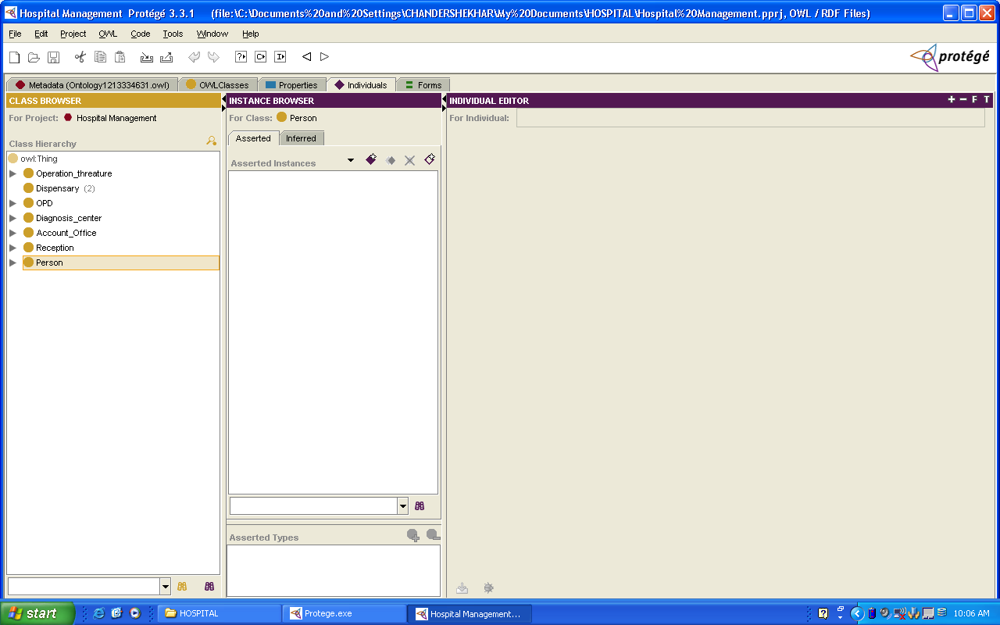 Hospital Management  Protégé 3.3.1     (file:\C:\Documents%20and%20Settings\CHANDERSHEKHAR\My%20Documents\HOSPITAL\Hospital%20Management.pprj, OWL / RDF Files)
File Edit Project OWL Code Tools Window Help
protégé
Metadata (Ontology1213334631.owl) OWLClasses Properties Individuals Forms
CLASS BROWSER
For Project: Hospital Management
Class Hierarchy
owl:Thing
Operation_threature
Dispensary (2)
OPD
Diagnosis_center
Account_Office
Reception
Person
INSTANCE BROWSER
For Class: Person
Asserted Inferred
Asserted Instances
Asserted Types
INDIVIDUAL EDITOR + − F T
For Individual:
start HOSPITAL Protege.exe Hospital Management... 10:06 AM